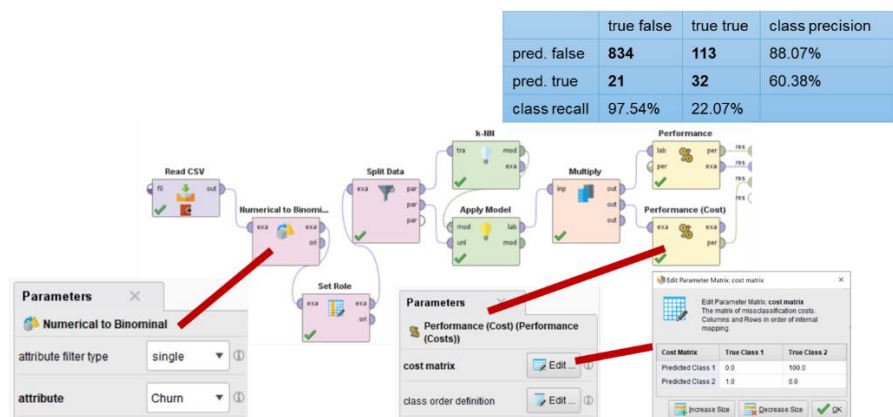 true false true true class precision
pred. false 834 113 88.07%
pred. true 21 32 60.38%
class recall 97.54% 22.07%
k-NN
tra mod
exa
Performance
lab per
per exa
res
res
res
res
Read CSV
fil out
Split Data
exa par
par
par
Multiply
inp out
out
out
Numerical to Binomi...
exa exa
ori
Apply Model
mod lab
unl mod
Performance (Cost)
exa exa
per
Set Role
exa exa
ori
Parameters
Numerical to Binominal
attribute filter type single
attribute Churn
Parameters
Performance (Cost) (Performance
(Costs))
cost matrix Edit ...
class order definition Edit ...
Edit Parameter Matrix: cost matrix
Edit Parameter Matrix: cost matrix
The matrix of missclassification costs.
Columns and Rows in order of internal
mapping.
Cost Matrix True Class 1 True Class 2
Predicted Class 1 0.0 100.0
Predicted Class 2 1.0 0.0
Increase Size Decrease Size OK